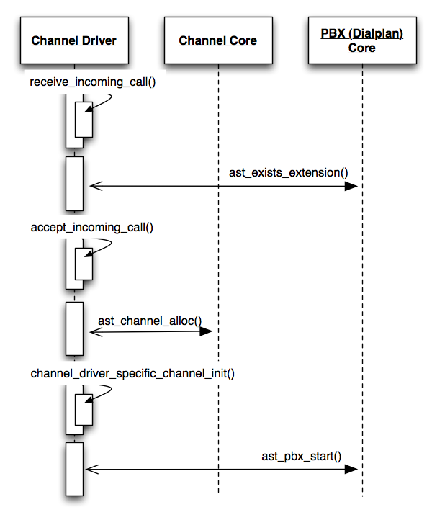 Channel Driver
Channel Core
PBX (Dialplan)
Core
receive_incoming_call()
ast_exists_extension()
accept_incoming_call()
ast_channel_alloc()
channel_driver_specific_channel_init()
ast_pbx_start()